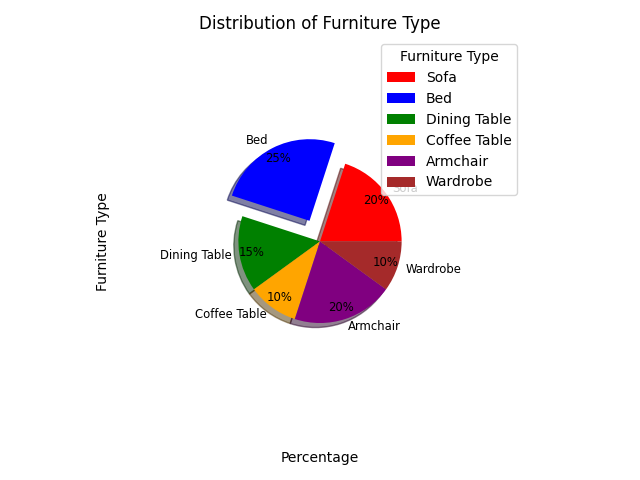 Distribution of Furniture Type
Furniture Type
Sofa
Bed
Dining Table
Coffee Table
Armchair
Wardrobe
Bed
25%
Sofa
20%
Dining Table
15%
Coffee Table
10%
Armchair
20%
Wardrobe
10%
Furniture Type
Percentage